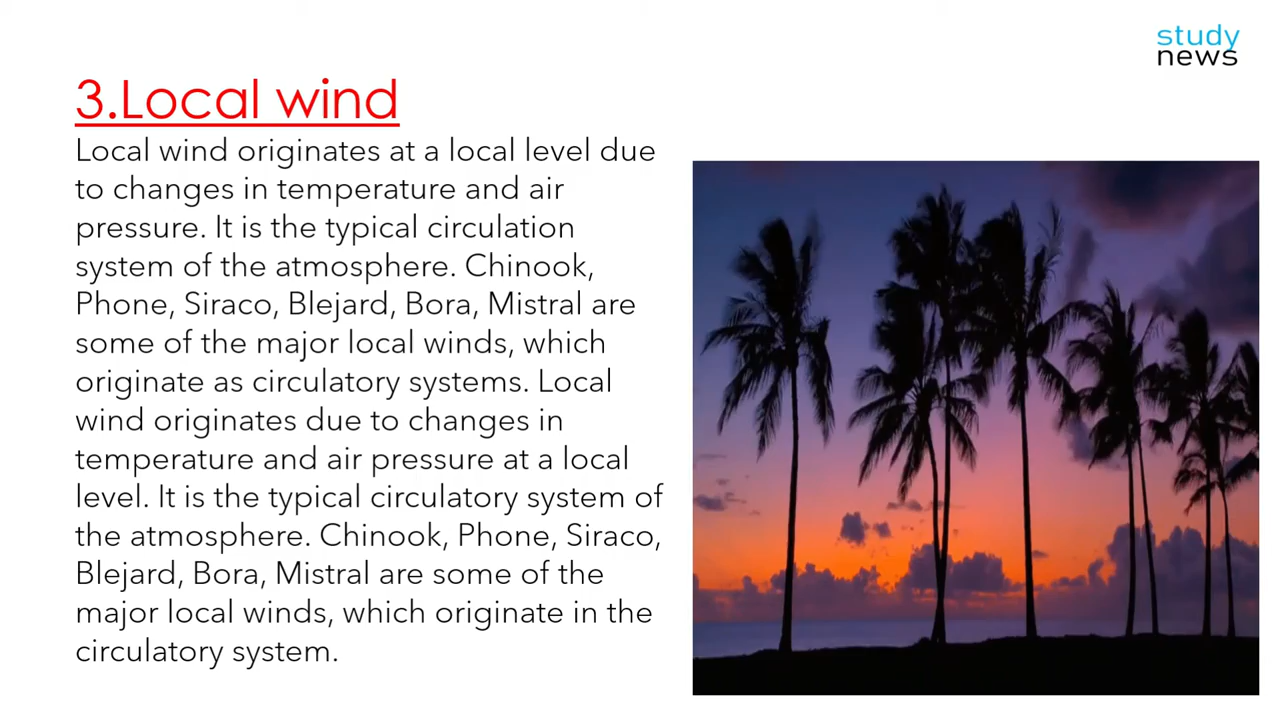 study
news
3.Local wind
Local wind originates at a local level due
to changes in temperature and air
pressure. It is the typical circulation
system of the atmosphere. Chinook,
Phone, Siraco, Blejard, Bora, Mistral are
some of the major local winds, which
originate as circulatory systems. Local
wind originates due to changes in
temperature and air pressure at a local
level. It is the typical circulatory system of
the atmosphere. Chinook, Phone, Siraco,
Blejard, Bora, Mistral are some of the
major local winds, which originate in the
circulatory system.